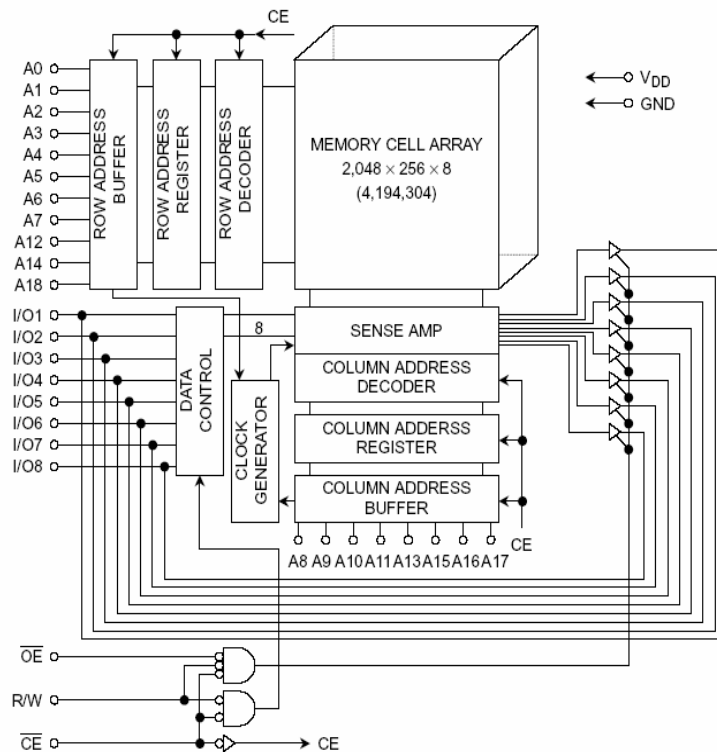 CE
A0
A1
A2
A3
A4
A5
A6
A7
A12
A14
A18
ROW ADDRESS
BUFFER
ROW ADDRESS
REGISTER
ROW ADDRESS
DECODER
MEMORY CELL ARRAY
2,048 × 256 × 8
(4,194,304)
VDD
GND
I/O1
I/O2
I/O3
I/O4
I/O5
I/O6
I/O7
I/O8
DATA
CONTROL
8
CLOCK
GENERATOR
SENSE AMP
COLUMN ADDRESS
DECODER
COLUMN ADDERSS
REGISTER
COLUMN ADDRESS
BUFFER
CE
A8 A9 A10 A11 A13 A15 A16 A17
O̅E̅
R/W
C̅E̅
CE